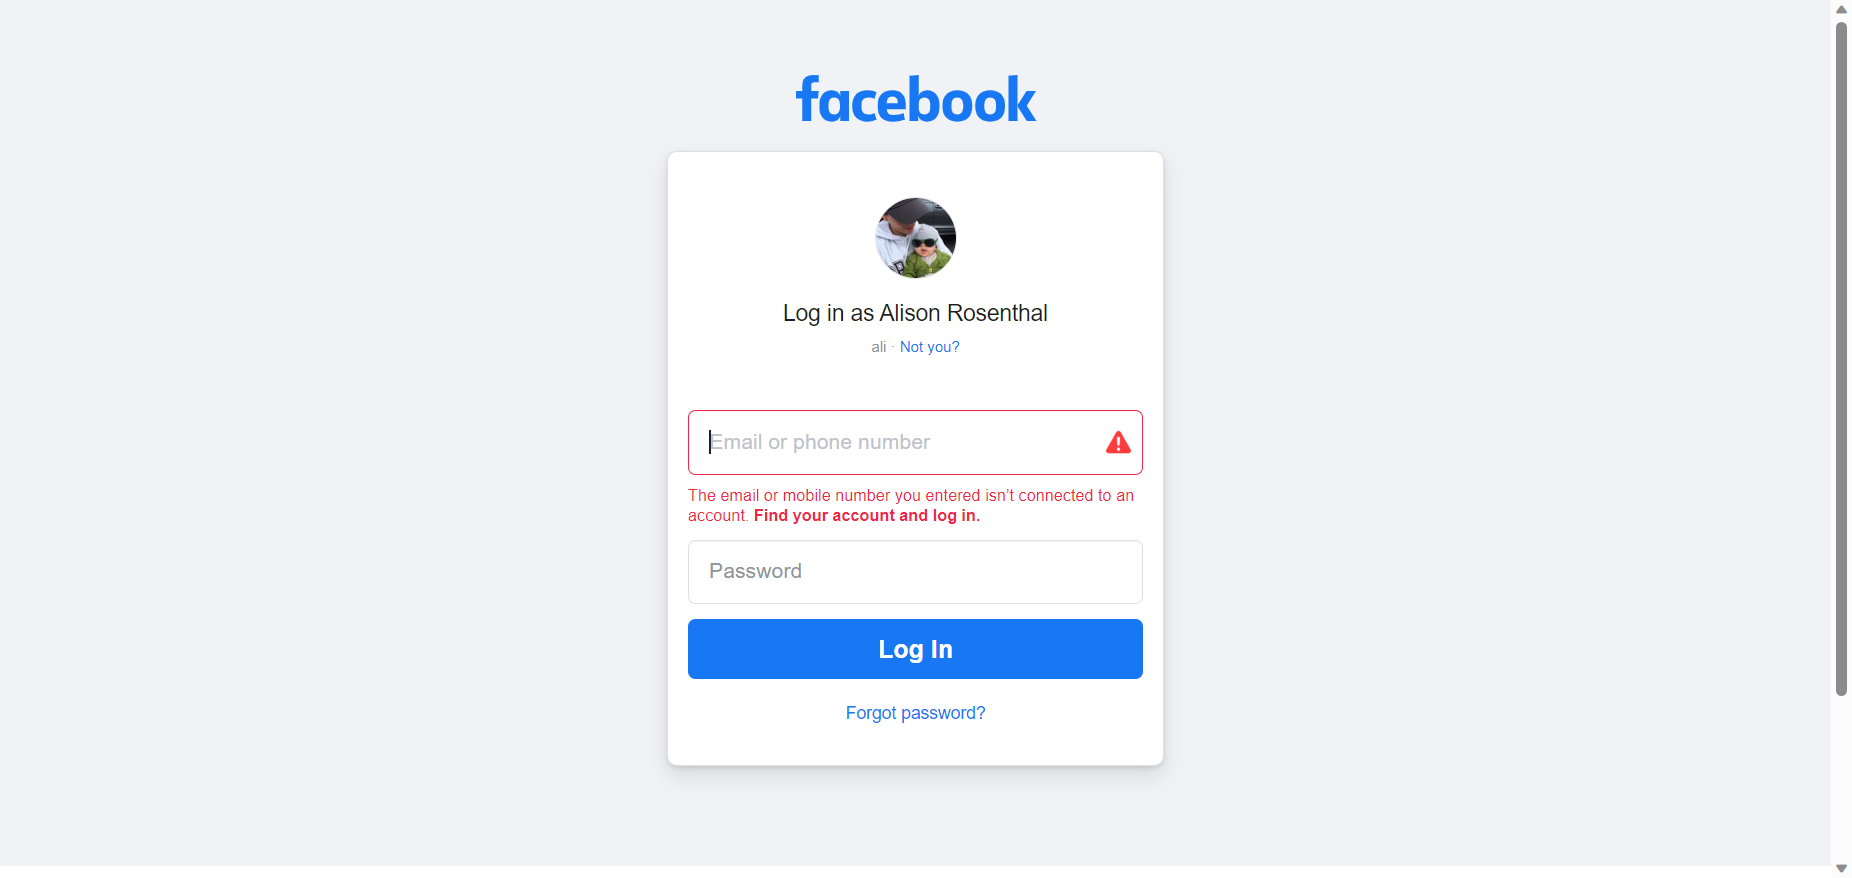 facebook
Log in as Alison Rosenthal
ali · Not you?
Email or phone number
The email or mobile number you entered isn’t connected to an
account. Find your account and log in.
Password
Log In
Forgot password?